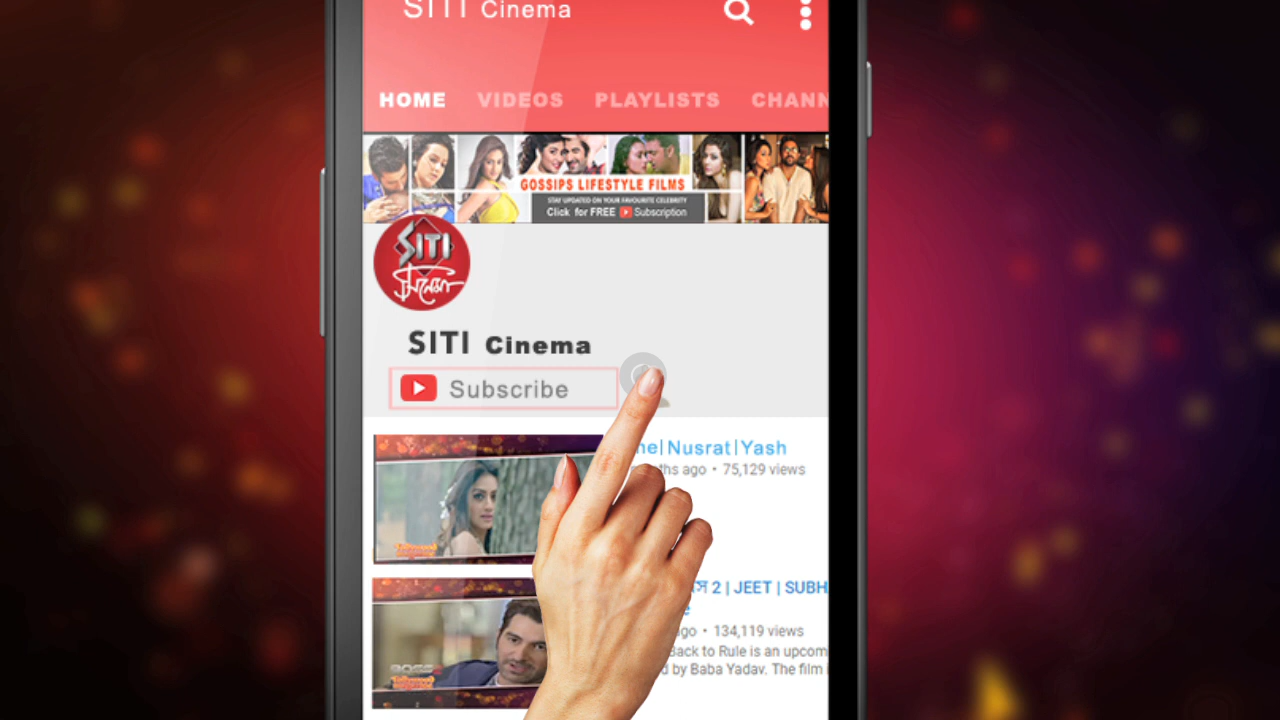 SITI Cinema
HOME VIDEOS PLAYLISTS CHANN
GOSSIPS LIFESTYLE FILMS
STAY UPDATED ON YOUR FAVOURITE CELEBRITY
Click for FREE Subscription
SITI
সিনেমা
SITI Cinema
Subscribe
ne|Nusrat|Yash
ths ago • 75,129 views
স 2 | JEET | SUBH
e
ago • 134,119 views
Back to Rule is an upcom
d by Baba Yadav. The film i
BOSS